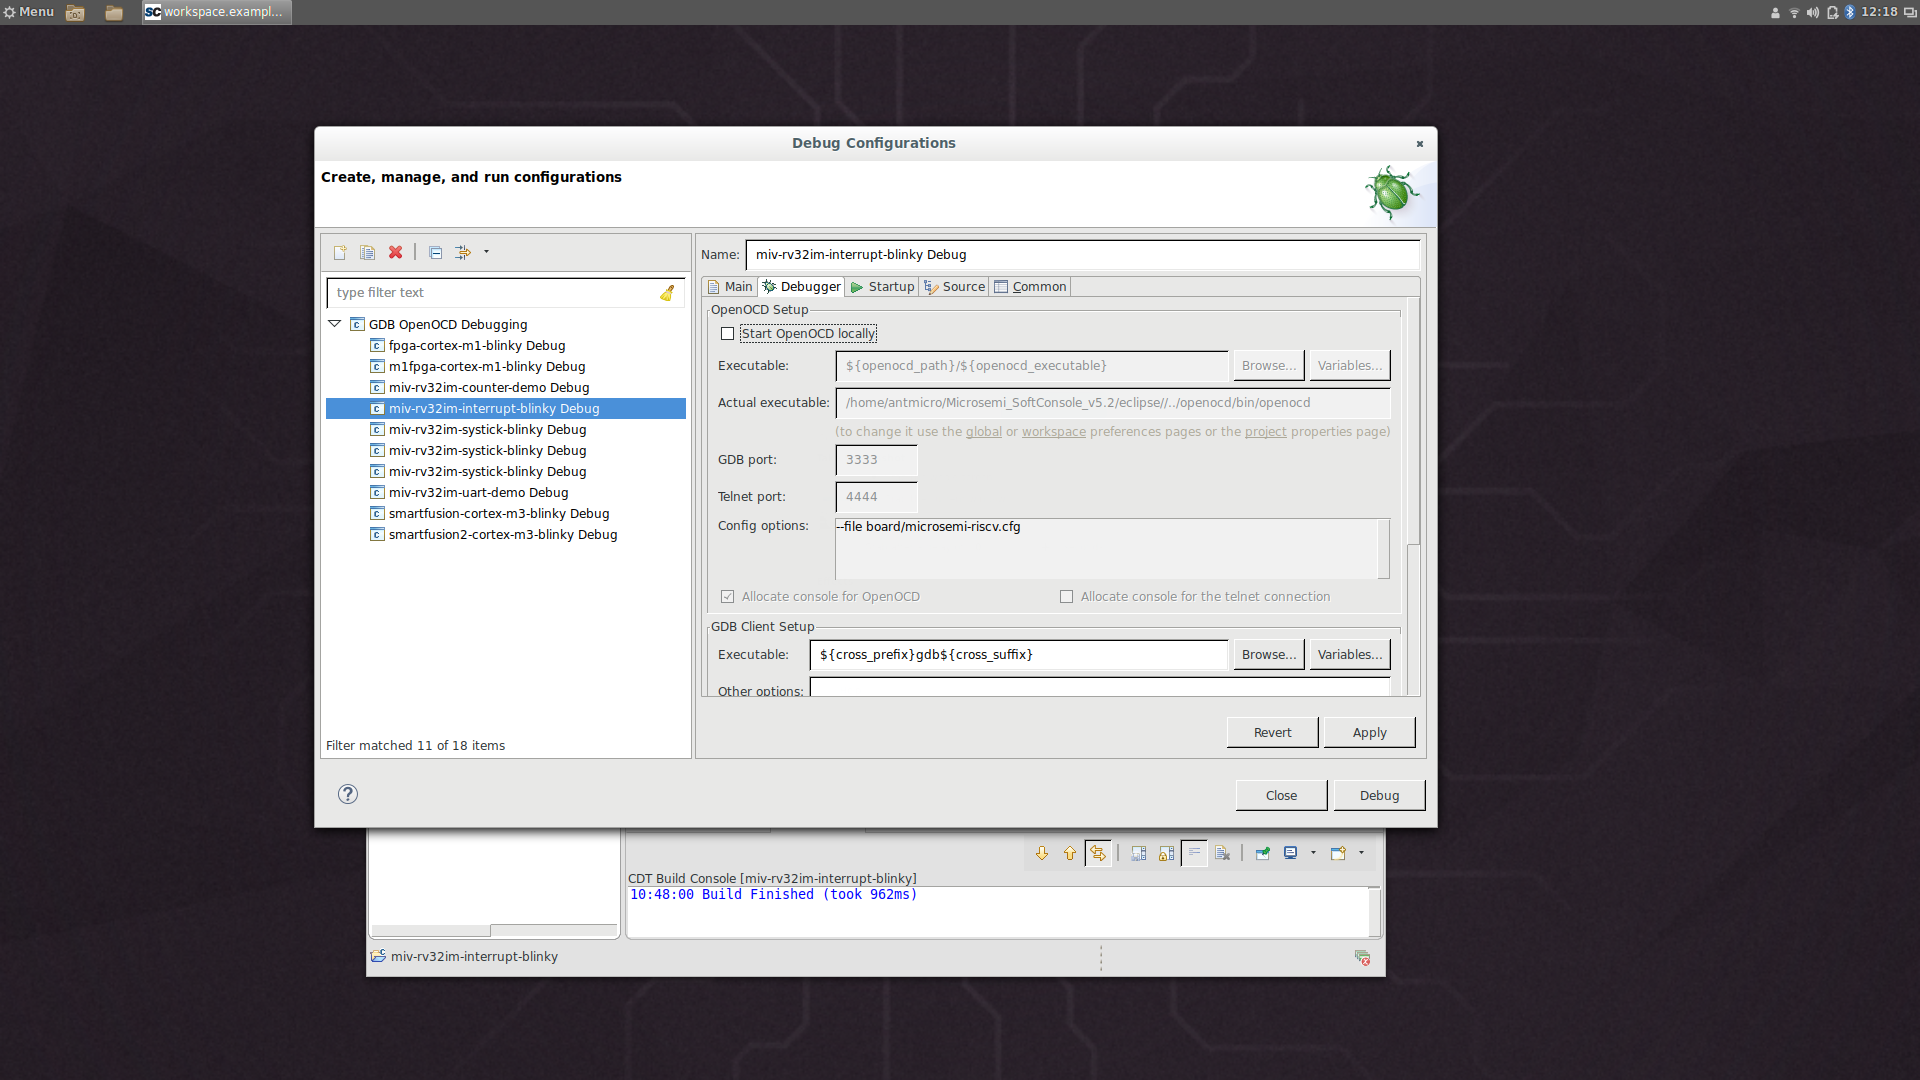 Menu
SC workspace.exampl...
12:18
Debug Configurations
Create, manage, and run configurations
type filter text
GDB OpenOCD Debugging
fpga-cortex-m1-blinky Debug
m1fpga-cortex-m1-blinky Debug
miv-rv32im-counter-demo Debug
miv-rv32im-interrupt-blinky Debug
miv-rv32im-systick-blinky Debug
miv-rv32im-systick-blinky Debug
miv-rv32im-systick-blinky Debug
miv-rv32im-uart-demo Debug
smartfusion-cortex-m3-blinky Debug
smartfusion2-cortex-m3-blinky Debug
Filter matched 11 of 18 items
Name: miv-rv32im-interrupt-blinky Debug
Main Debugger Startup Source Common
OpenOCD Setup
Start OpenOCD locally
Executable: ${openocd_path}/${openocd_executable} Browse... Variables...
Actual executable: /home/antmicro/Microsemi_SoftConsole_v5.2/eclipse//../openocd/bin/openocd
(to change it use the global or workspace preferences pages or the project properties page)
GDB port: 3333
Telnet port: 4444
Config options: --file board/microsemi-riscv.cfg
Allocate console for OpenOCD Allocate console for the telnet connection
GDB Client Setup
Executable: ${cross_prefix}gdb${cross_suffix} Browse... Variables...
Other options:
Revert Apply
? Close Debug
CDT Build Console [miv-rv32im-interrupt-blinky]
10:48:00 Build Finished (took 962ms)
miv-rv32im-interrupt-blinky